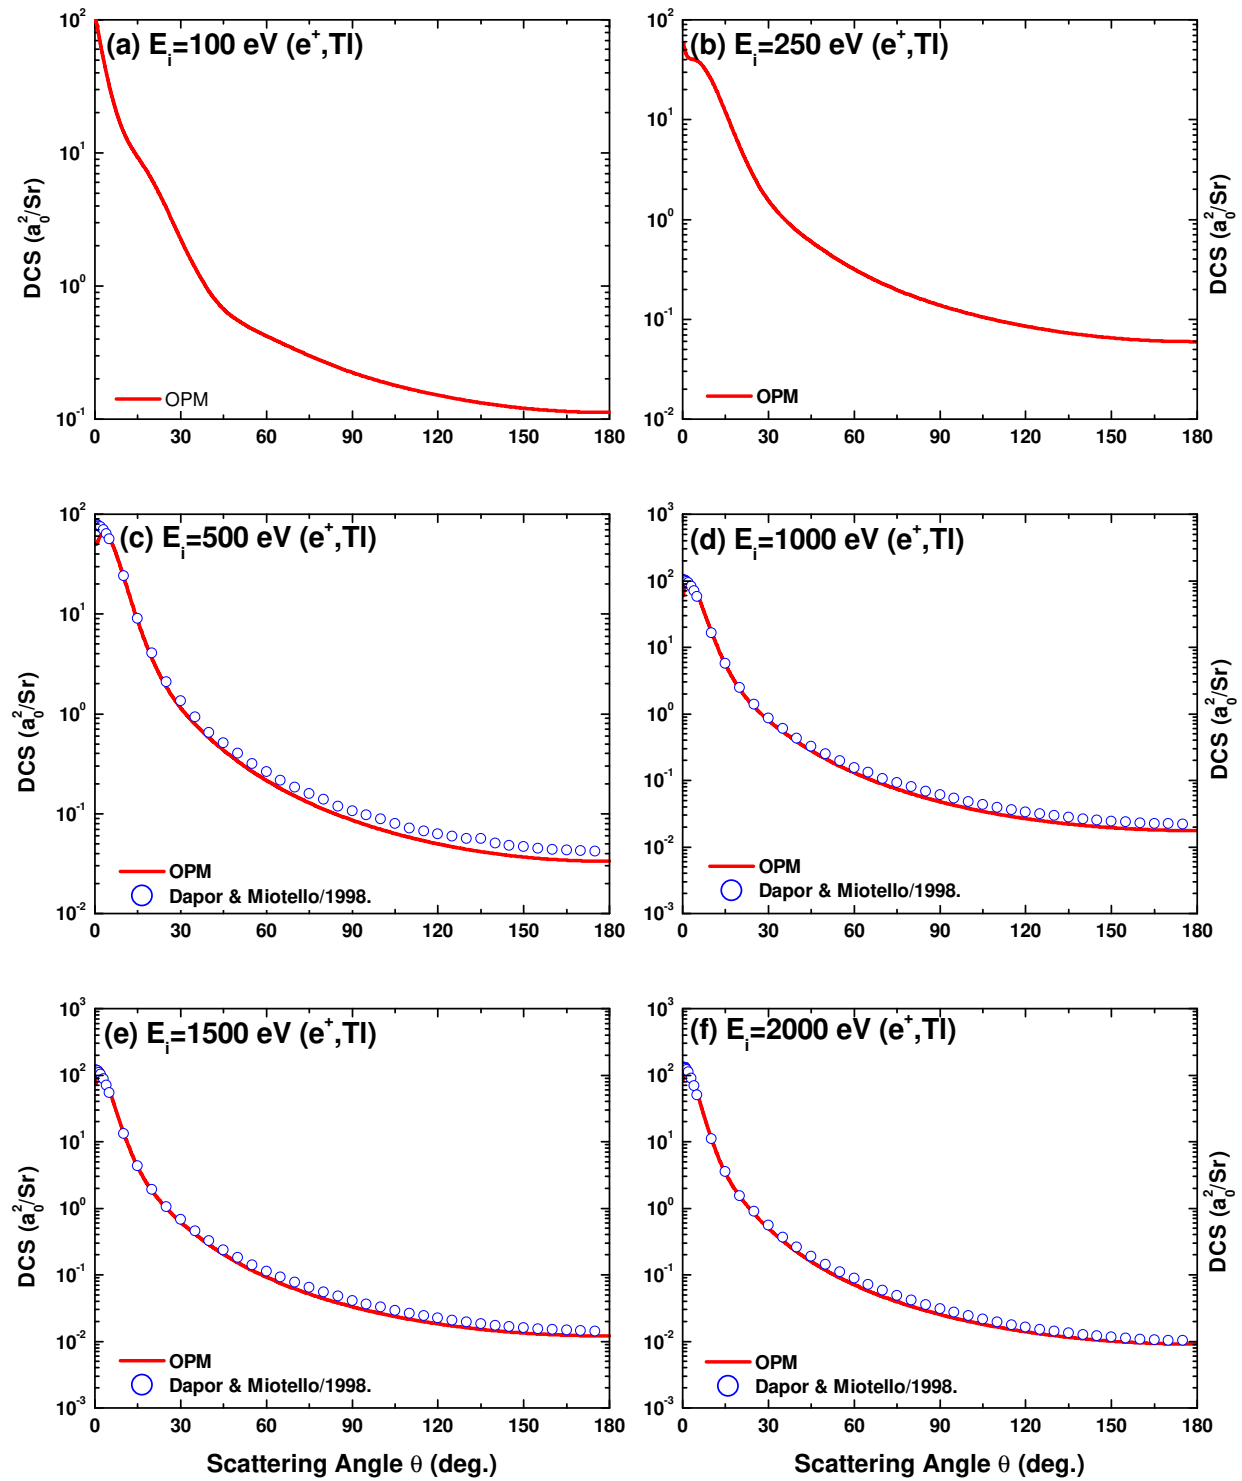 (a) E_i=100 eV (e⁺,Tl)
10²
10¹
10⁰
10⁻¹
DCS (a₀²/Sr)
OPM
0 30 60 90 120 150 180
(b) E_i=250 eV (e⁺,Tl)
10²
10¹
10⁰
10⁻¹
10⁻²
DCS (a₀²/Sr)
OPM
0 30 60 90 120 150 180
(c) E_i=500 eV (e⁺,Tl)
10²
10¹
10⁰
10⁻¹
10⁻²
DCS (a₀²/Sr)
OPM
Dapor & Miotello/1998.
0 30 60 90 120 150 180
(d) E_i=1000 eV (e⁺,Tl)
10³
10²
10¹
10⁰
10⁻¹
10⁻²
10⁻³
DCS (a₀²/Sr)
OPM
Dapor & Miotello/1998.
0 30 60 90 120 150 180
(e) E_i=1500 eV (e⁺,Tl)
10³
10²
10¹
10⁰
10⁻¹
10⁻²
10⁻³
DCS (a₀²/Sr)
OPM
Dapor & Miotello/1998.
0 30 60 90 120 150 180
Scattering Angle θ (deg.)
(f) E_i=2000 eV (e⁺,Tl)
10³
10²
10¹
10⁰
10⁻¹
10⁻²
10⁻³
DCS (a₀²/Sr)
OPM
Dapor & Miotello/1998.
0 30 60 90 120 150 180
Scattering Angle θ (deg.)